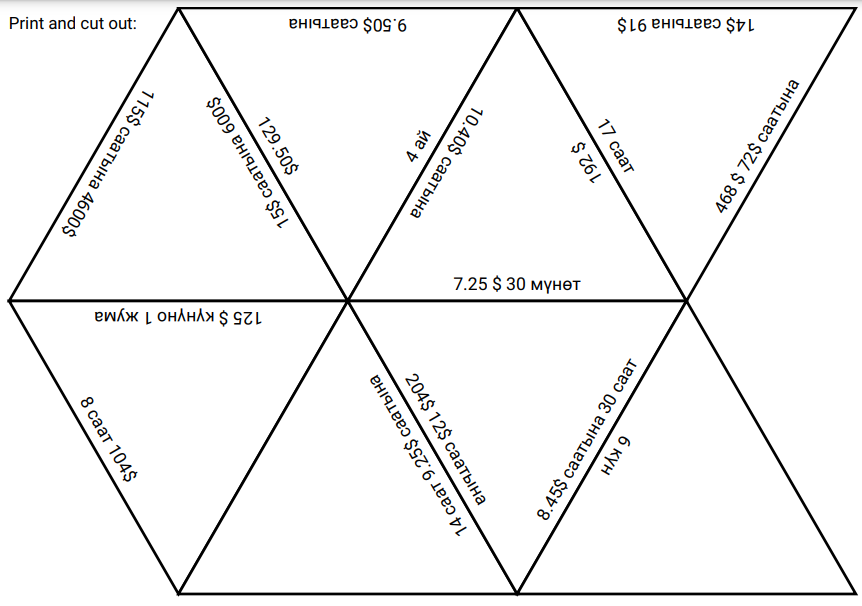 Print and cut out:
9.50$ саатына
14$ саатына 91$
115$ саатына 4600$
15$ саатына 600$
129.50$
4 ай
10.40$ саатына
17 саат
192 $
468 $ 72$ саатына
7.25 $ 30 мүнөт
125 $ күнүнө 1 жума
8 саат 104$
14 саат 9.25$ саатына
204$ 12$ саатына
8.45$ саатына 30 саат
6 күн